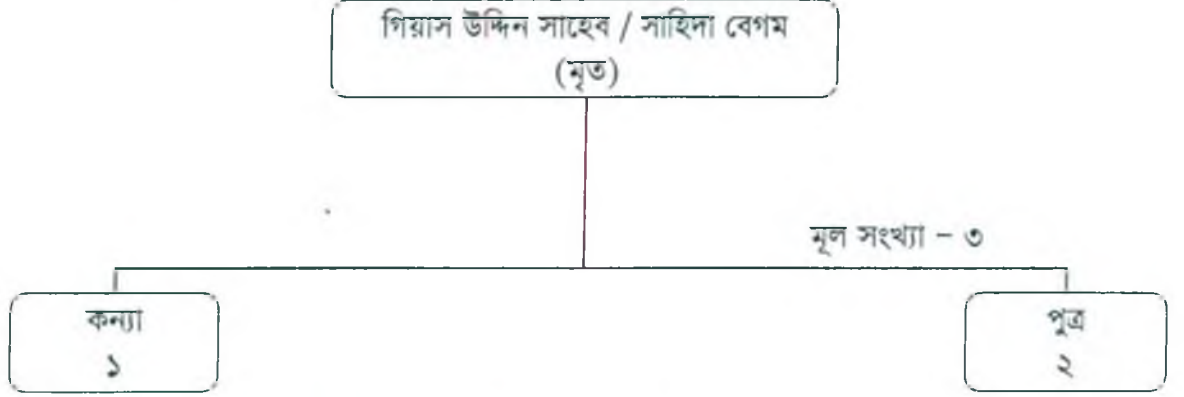 গিয়াস উদ্দিন সাহেব / সাহিদা বেগম
(মৃত)
মূল সংখ্যা – ৩
কন্যা
১
পুত্র
২